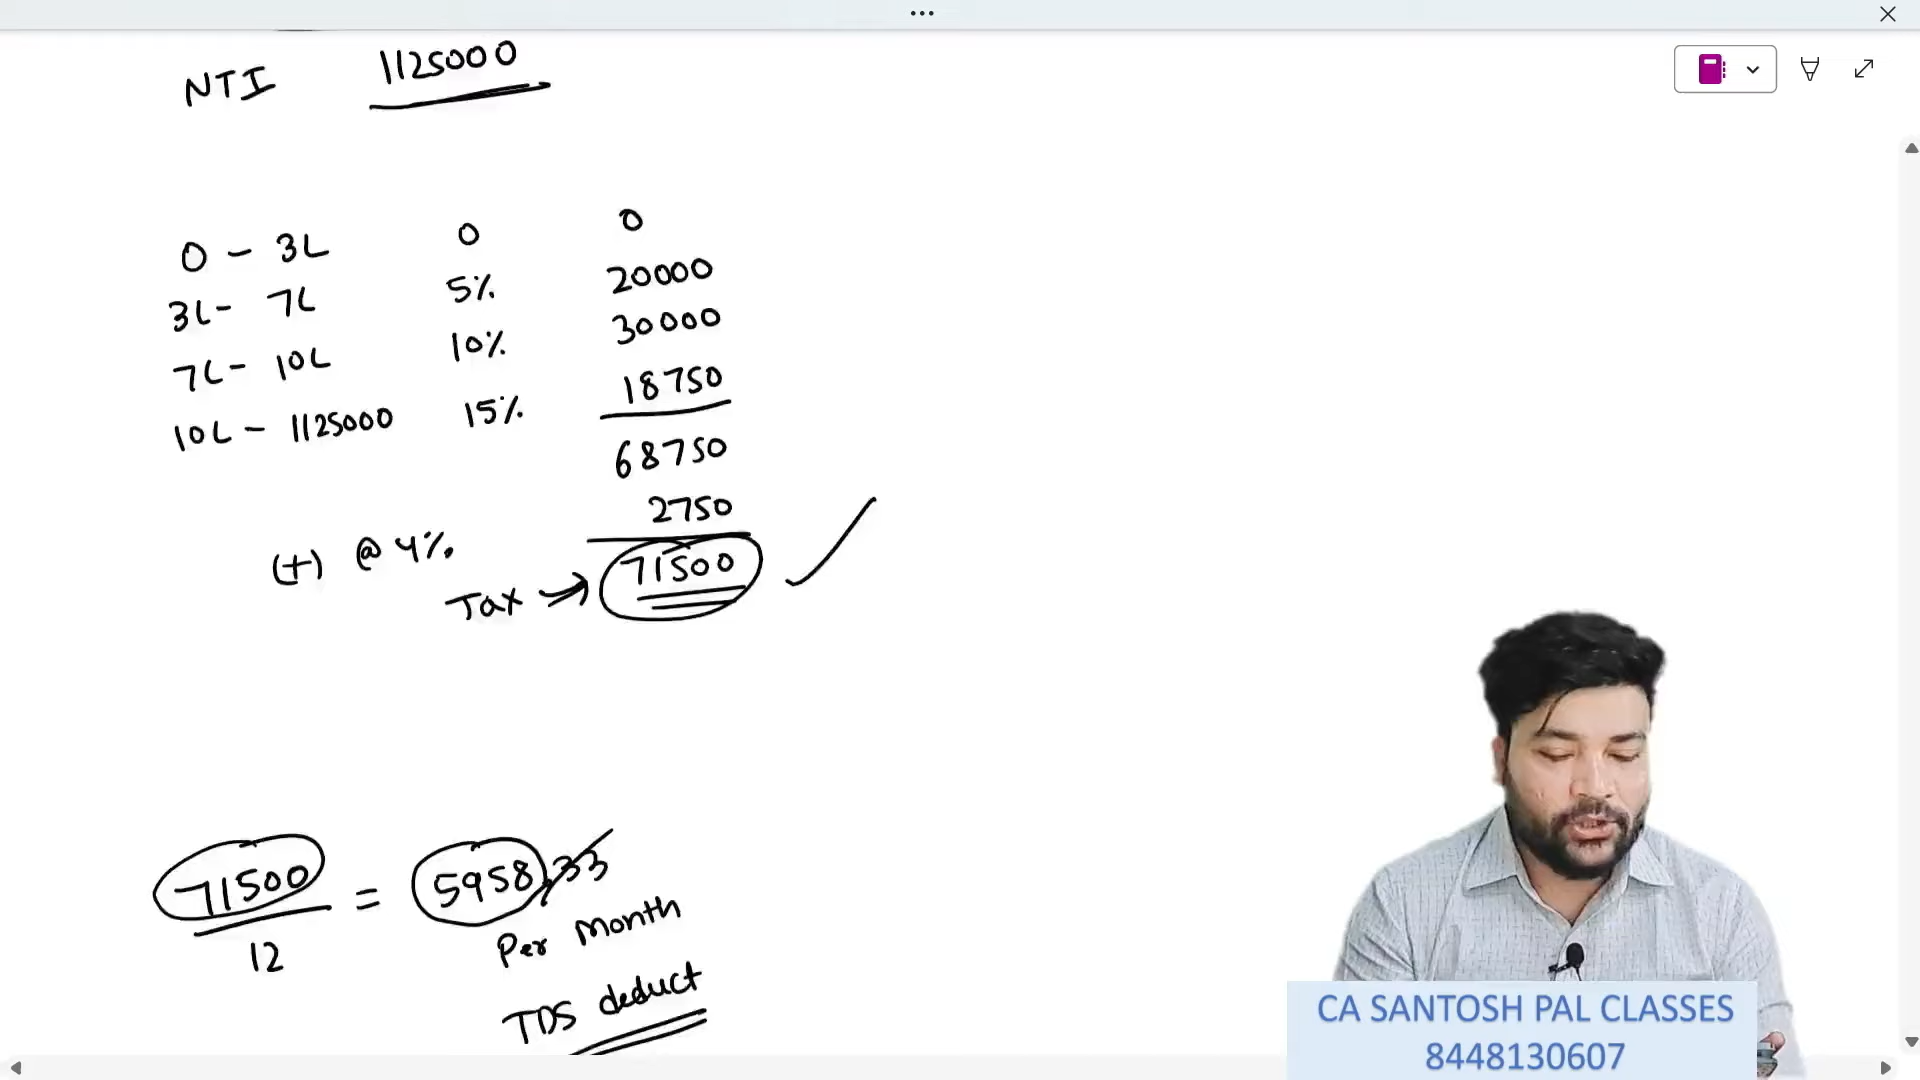 ...
NTI 1125000
0 - 3L 0 0
3L- 7L 5% 20000
7L- 10L 10% 30000
10L - 1125000 15% 18750
68750
2750
(+) @ 4%
Tax → 71500
71500/12 = 5958.33
Per Month
TDS deduct
CA SANTOSH PAL CLASSES
8448130607